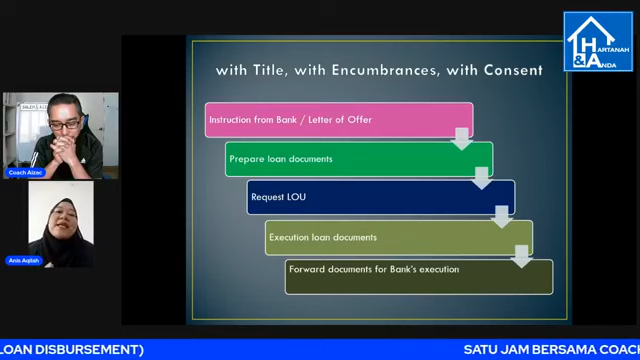 HARTANAH
&ANDA
with Title, with Encumbrances, with Consent
Instruction from Bank / Letter of Offer
Prepare loan documents
Request LOU
Execution loan documents
Forward documents for Bank's execution
Coach Aizac
Anis Aqilah
LOAN DISBURSEMENT)
SATU JAM BERSAMA COACH